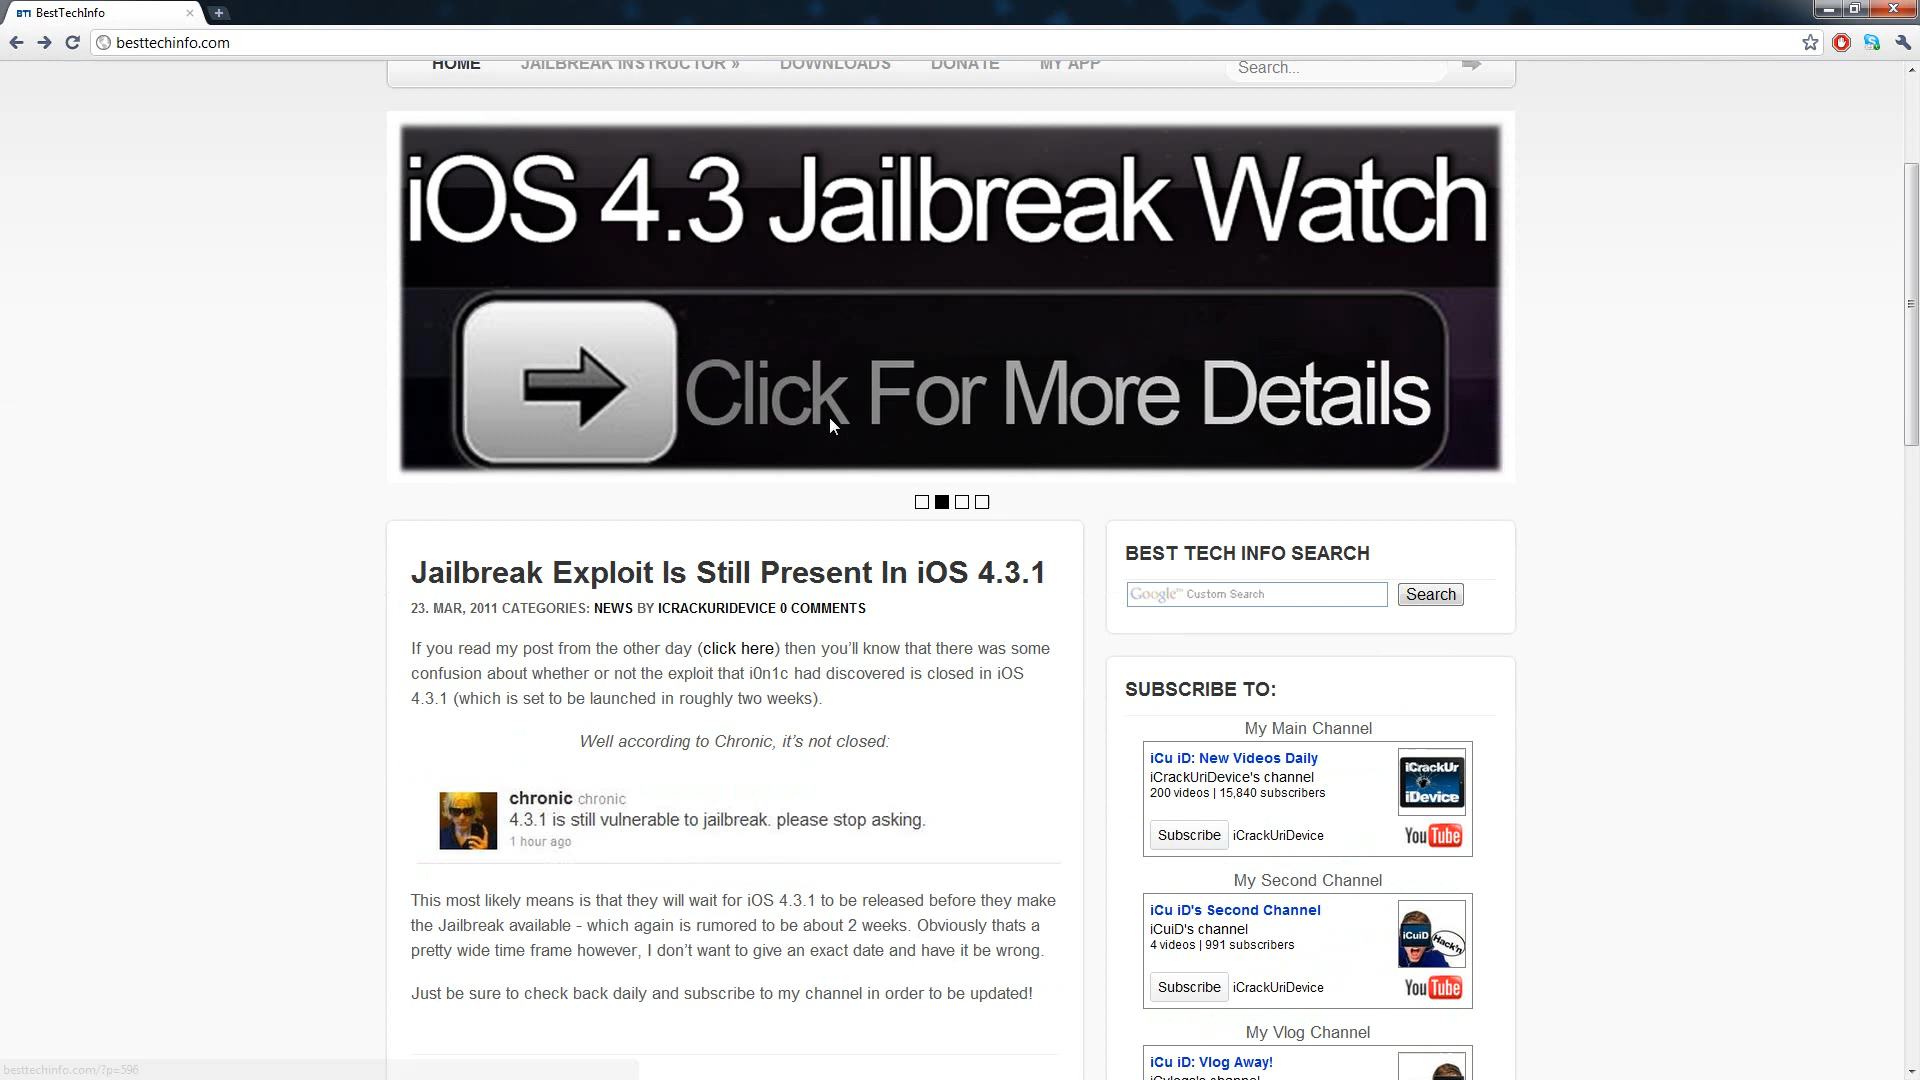 BTI BestTechInfo
besttechinfo.com
HOME JAILBREAK INSTRUCTOR » DOWNLOADS DONATE MY APP
Search...
iOS 4.3 Jailbreak Watch
Click For More Details
Jailbreak Exploit Is Still Present In iOS 4.3.1
23. MAR, 2011 CATEGORIES: NEWS BY ICRACKURIDEVICE 0 COMMENTS
If you read my post from the other day (click here) then you’ll know that there was some
confusion about whether or not the exploit that i0n1c had discovered is closed in iOS
4.3.1 (which is set to be launched in roughly two weeks).
Well according to Chronic, it’s not closed:
chronic chronic
4.3.1 is still vulnerable to jailbreak. please stop asking.
1 hour ago
This most likely means is that they will wait for iOS 4.3.1 to be released before they make
the Jailbreak available - which again is rumored to be about 2 weeks. Obviously thats a
pretty wide time frame however, I don’t want to give an exact date and have it be wrong.
Just be sure to check back daily and subscribe to my channel in order to be updated!
BEST TECH INFO SEARCH
Google™ Custom Search
Search
SUBSCRIBE TO:
My Main Channel
iCu iD: New Videos Daily
iCrackUriDevice's channel
200 videos | 15,840 subscribers
iCrackUr
iDevice
Subscribe iCrackUriDevice
YouTube
My Second Channel
iCu iD's Second Channel
iCuiD's channel
4 videos | 991 subscribers
iCuiD
Hack'n
Subscribe iCrackUriDevice
YouTube
My Vlog Channel
iCu iD: Vlog Away!
besttechinfo.com/?p=596